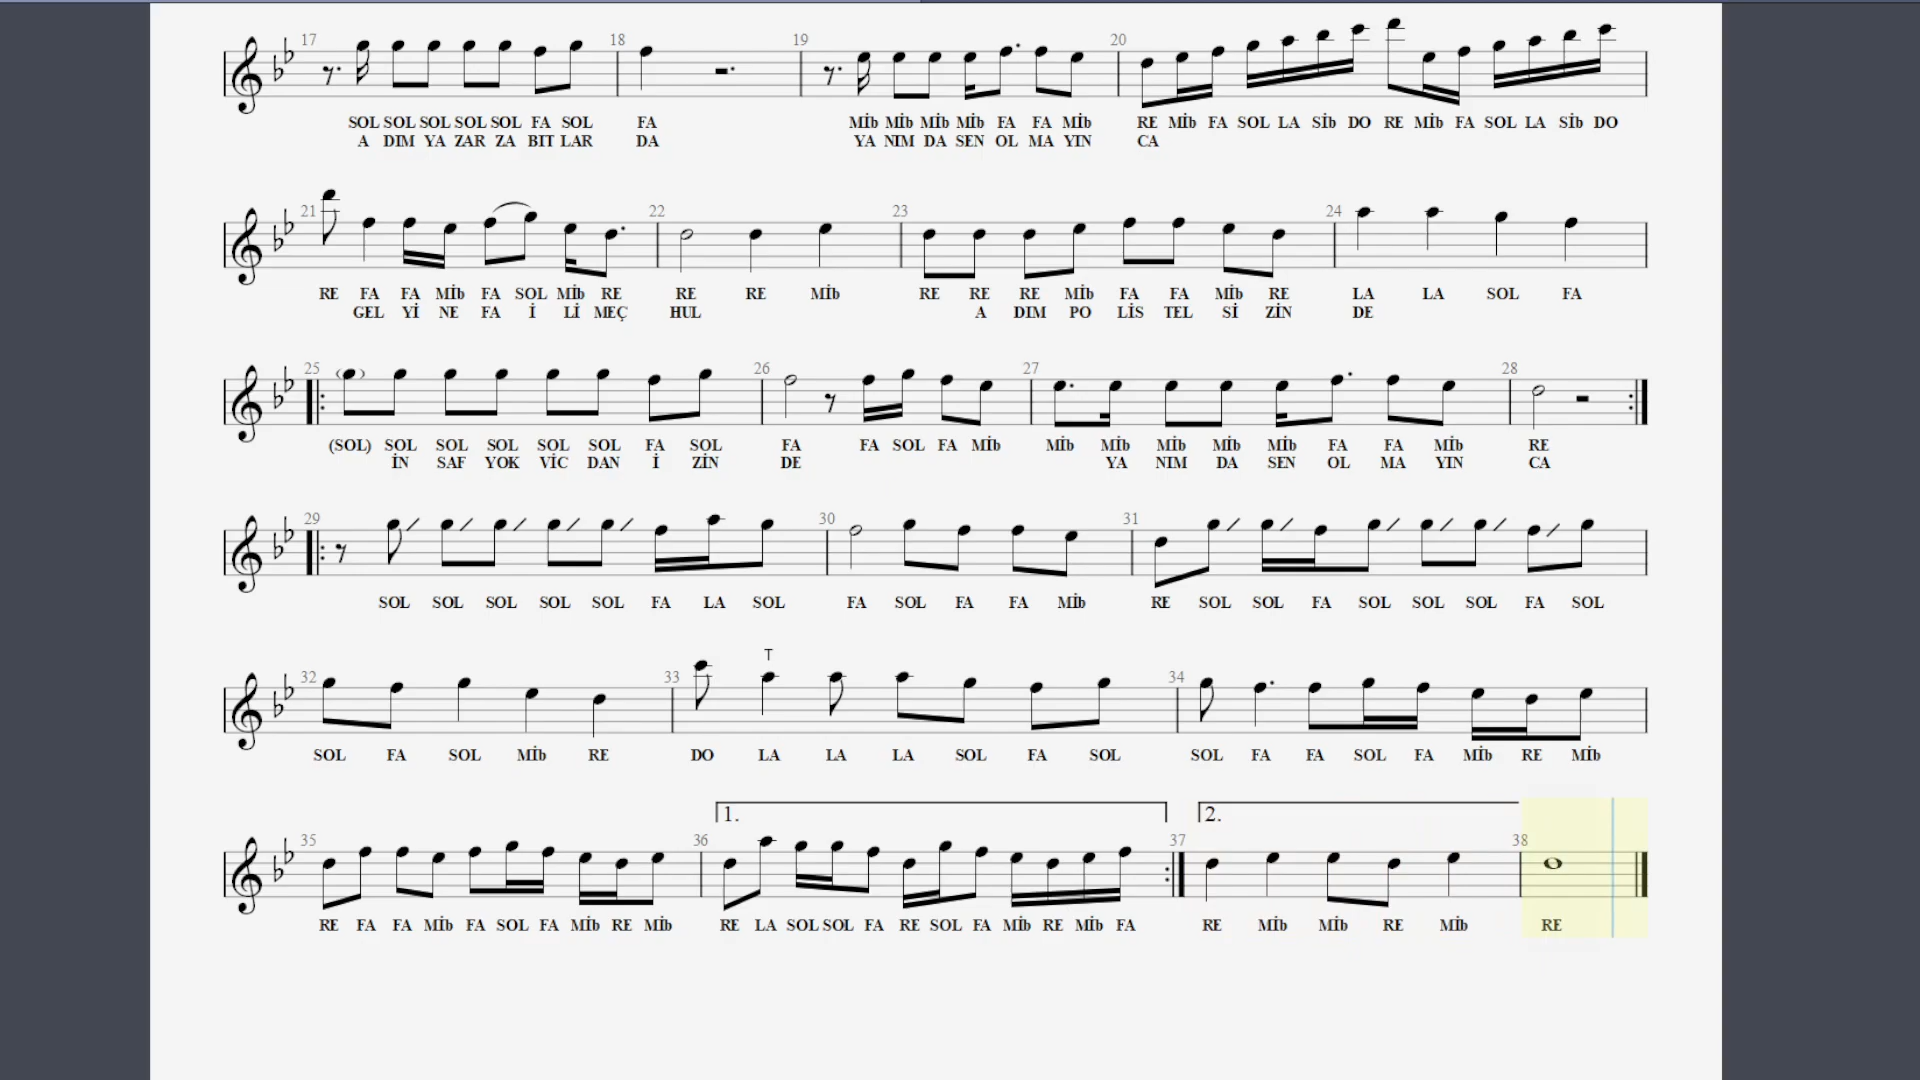 17 18 19 20
SOL SOL SOL SOL SOL FA SOL FA Mİb Mİb Mİb Mİb FA FA Mİb RE Mİb FA SOL LA Sİb DO RE Mİb FA SOL LA Sİb DO
A DIM YA ZAR ZA BIT LAR DA YA NIM DA SEN OL MA YIN CA
21 22 23 24
RE FA FA Mİb FA SOL Mİb RE RE RE Mİb RE RE RE Mİb FA FA Mİb RE LA LA SOL FA
GEL Yİ NE FA İ Lİ MEÇ HUL A DIM PO LİS TEL Sİ ZİN DE
25 26 27 28
(SOL) SOL SOL SOL SOL SOL FA SOL FA FA SOL FA Mİb Mİb Mİb Mİb Mİb Mİb FA FA Mİb RE
İN SAF YOK VİC DAN İ ZİN DE YA NIM DA SEN OL MA YIN CA
29 30 31
SOL SOL SOL SOL SOL FA LA SOL FA SOL FA FA Mİb RE SOL SOL FA SOL SOL SOL FA SOL
T
32 33 34
SOL FA SOL Mİb RE DO LA LA LA SOL FA SOL SOL FA FA SOL FA Mİb RE Mİb
1. 2.
35 36 37 38
RE FA FA Mİb FA SOL FA Mİb RE Mİb RE LA SOL SOL FA RE SOL FA Mİb RE Mİb FA RE Mİb Mİb RE Mİb RE